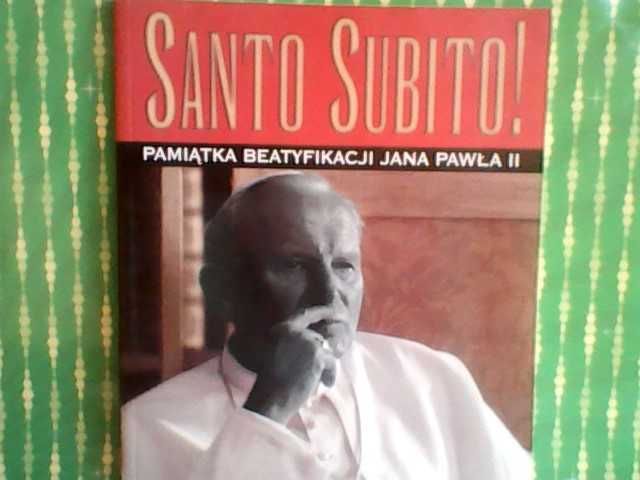 SANTO SUBITO!
PAMIĄTKA BEATYFIKACJI JANA PAWŁA II